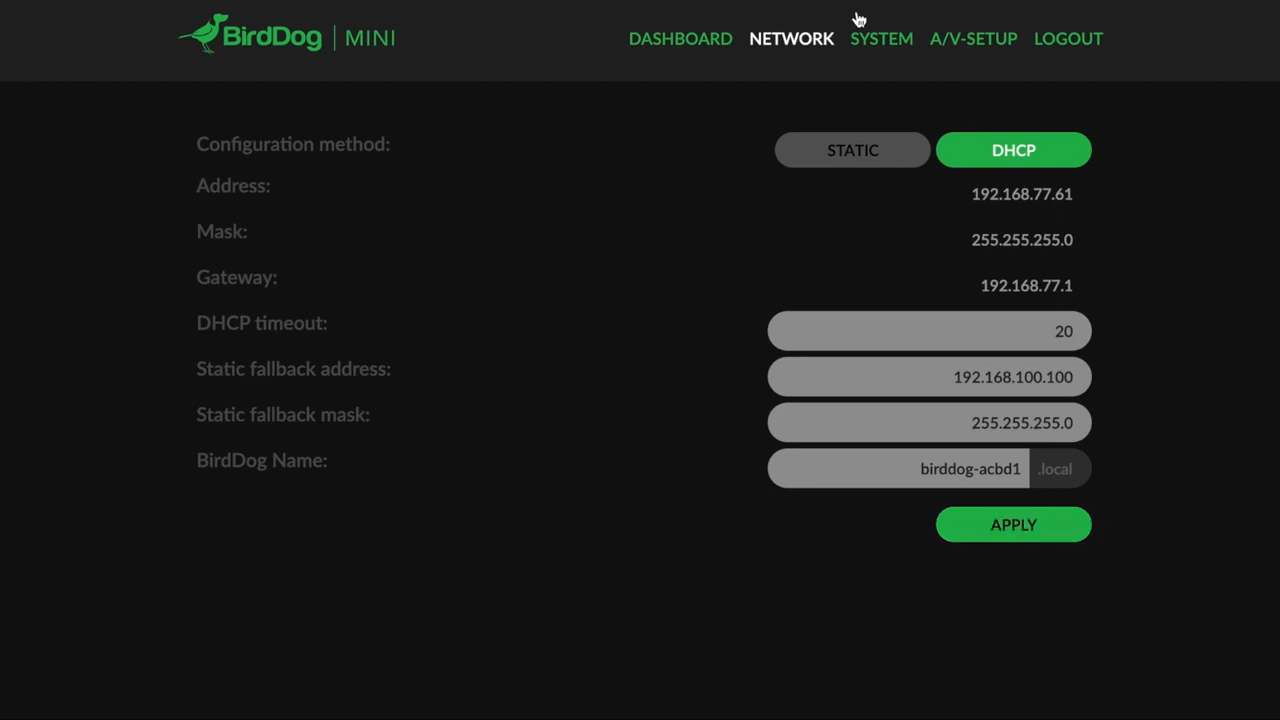 BirdDog | MINI
DASHBOARD NETWORK SYSTEM A/V-SETUP LOGOUT
Configuration method: STATIC DHCP
Address: 192.168.77.61
Mask: 255.255.255.0
Gateway: 192.168.77.1
DHCP timeout: 20
Static fallback address: 192.168.100.100
Static fallback mask: 255.255.255.0
BirdDog Name: birddog-acbd1 .local
APPLY